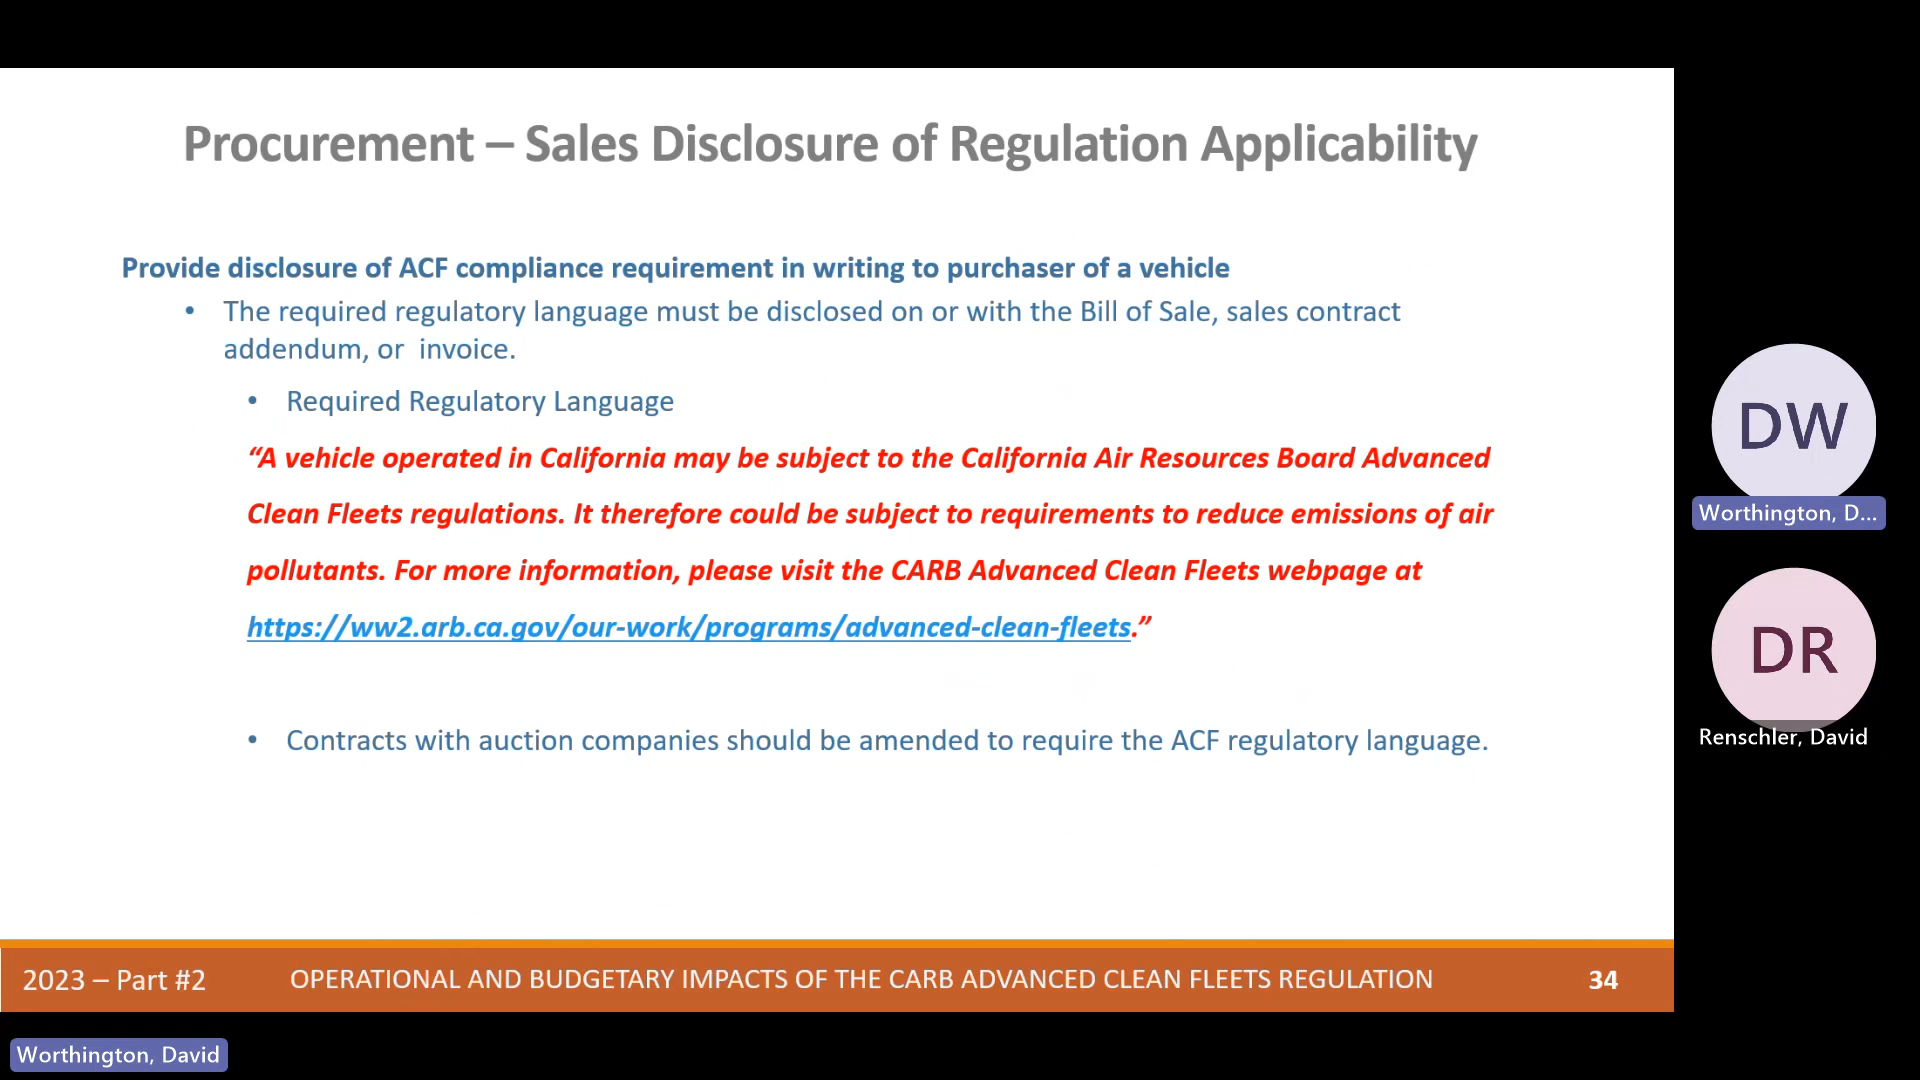 Procurement – Sales Disclosure of Regulation Applicability
Provide disclosure of ACF compliance requirement in writing to purchaser of a vehicle
• The required regulatory language must be disclosed on or with the Bill of Sale, sales contract
addendum, or  invoice.
• Required Regulatory Language
“A vehicle operated in California may be subject to the California Air Resources Board Advanced
Clean Fleets regulations. It therefore could be subject to requirements to reduce emissions of air
pollutants. For more information, please visit the CARB Advanced Clean Fleets webpage at
https://ww2.arb.ca.gov/our-work/programs/advanced-clean-fleets.”
• Contracts with auction companies should be amended to require the ACF regulatory language.
2023 – Part #2 OPERATIONAL AND BUDGETARY IMPACTS OF THE CARB ADVANCED CLEAN FLEETS REGULATION 34
DW
Worthington, D...
DR
Renschler, David
Worthington, David